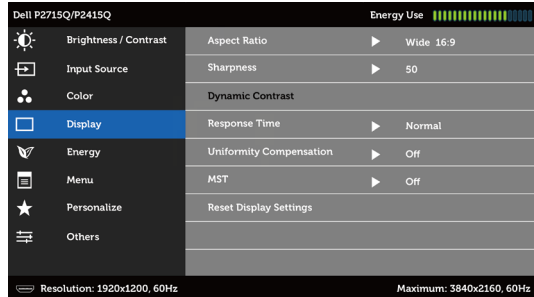 Dell P2715Q/P2415Q Energy Use
Brightness / Contrast Aspect Ratio Wide 16:9
Input Source Sharpness 50
Color Dynamic Contrast
Display Response Time Normal
Energy Uniformity Compensation Off
Menu MST Off
Personalize Reset Display Settings
Others
Resolution: 1920x1200, 60Hz Maximum: 3840x2160, 60Hz